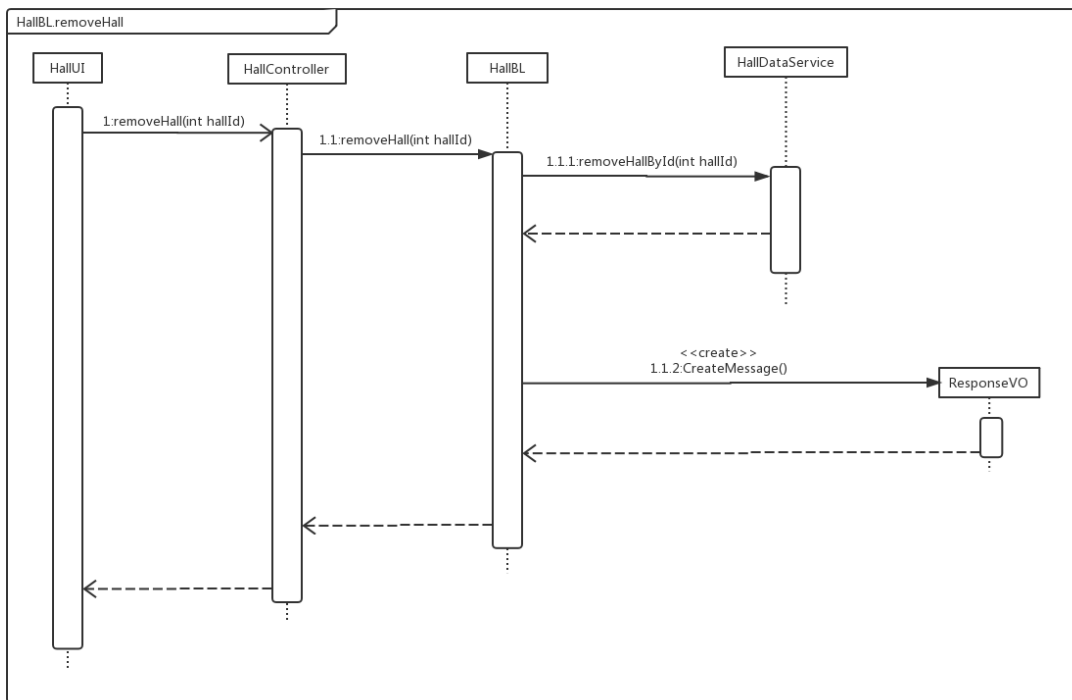 HallBL.removeHall
HallUI
HallController
HallBL
HallDataService
1:removeHall(int hallId)
1.1:removeHall(int hallId)
1.1.1:removeHallById(int hallId)
<<create>>
1.1.2:CreateMessage()
ResponseVO